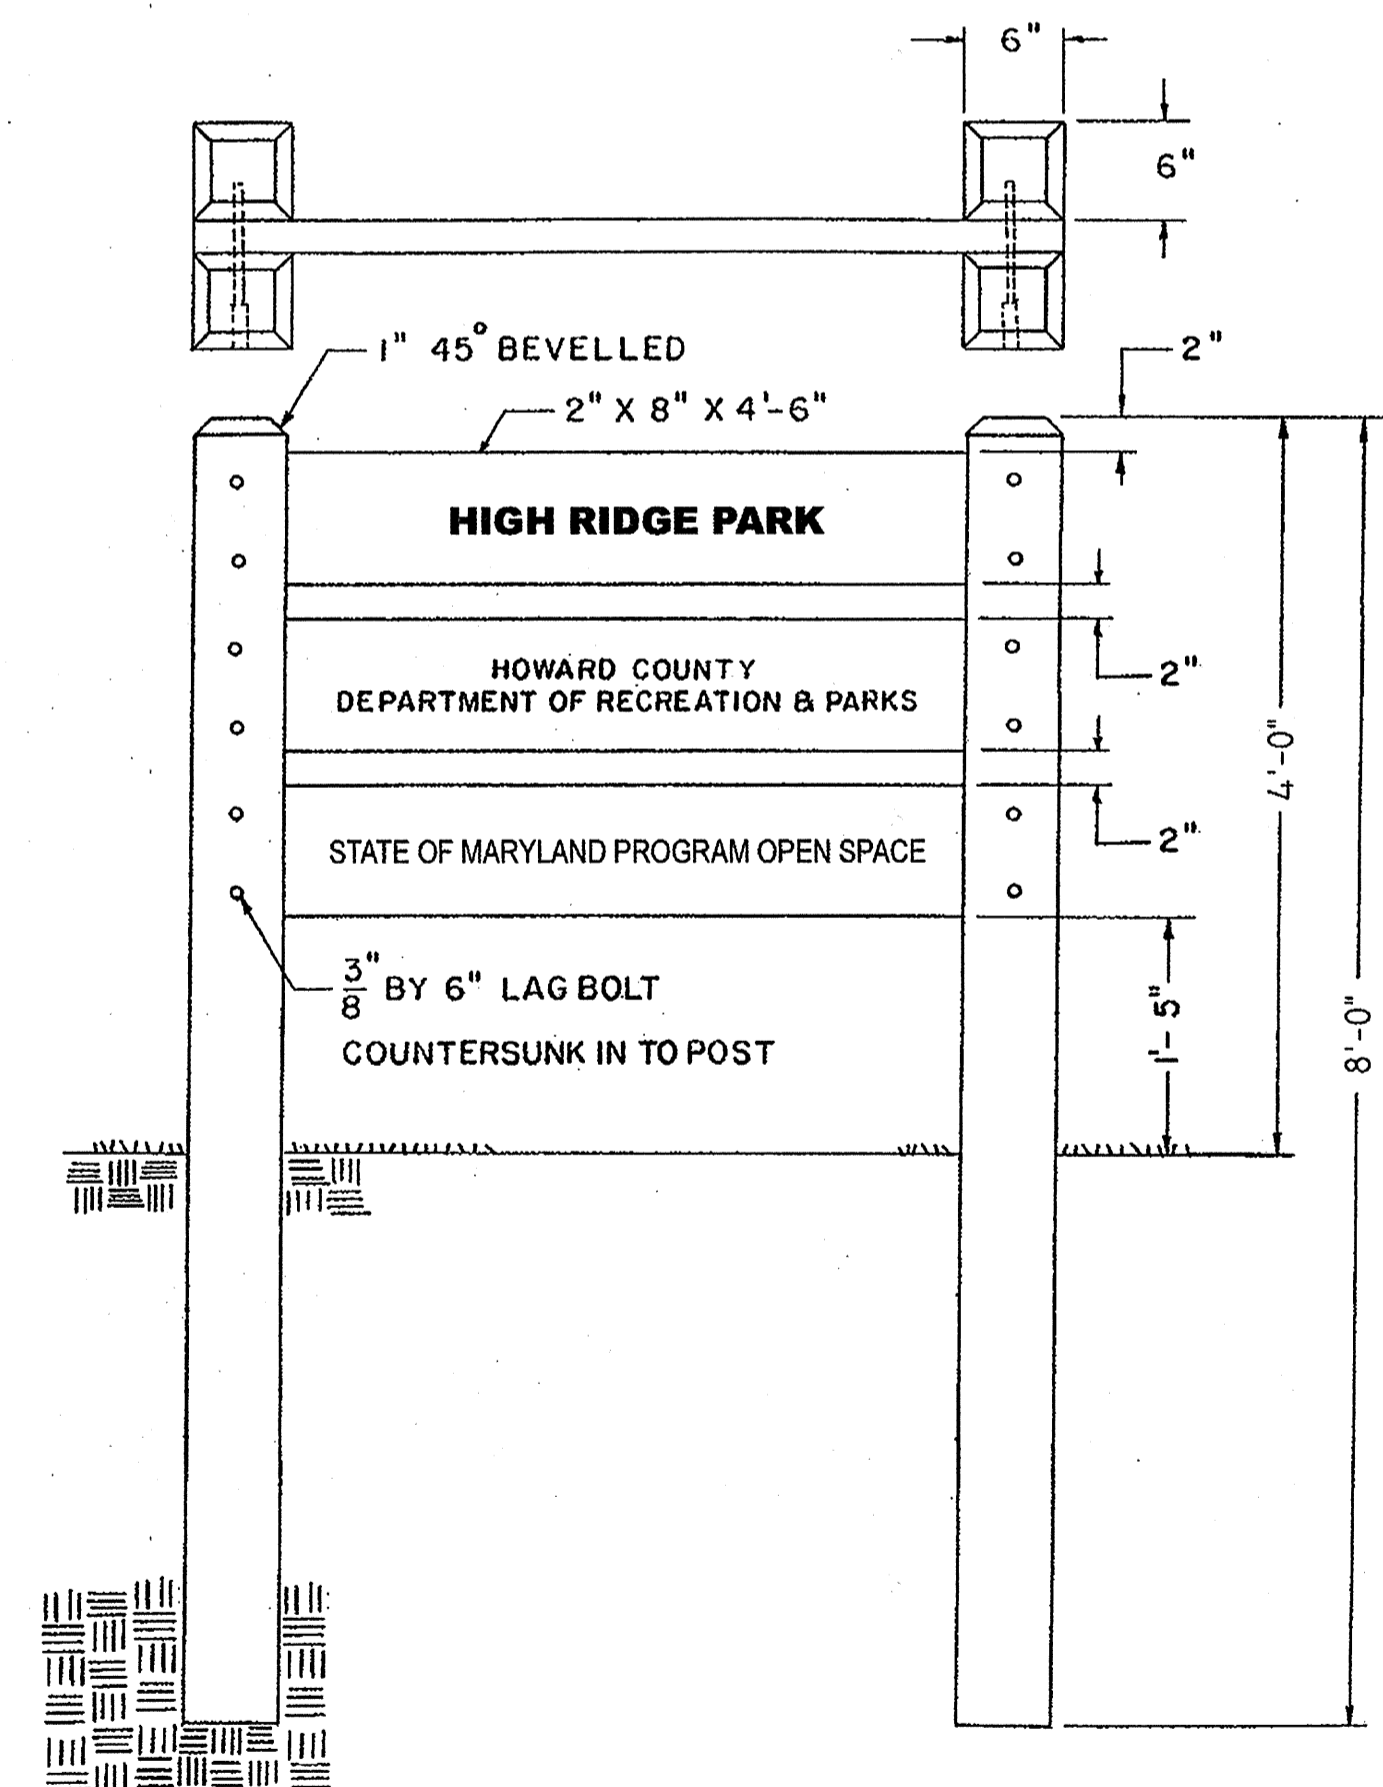 6"
6"
1" 45° BEVELLED
2"
2" X 8" X 4'-6"
HIGH RIDGE PARK
HOWARD COUNTY
DEPARTMENT OF RECREATION & PARKS
2"
4'-0"
STATE OF MARYLAND PROGRAM OPEN SPACE
2"
3/8" BY 6" LAG BOLT
COUNTERSUNK IN TO POST
1'-5"
8'-0"